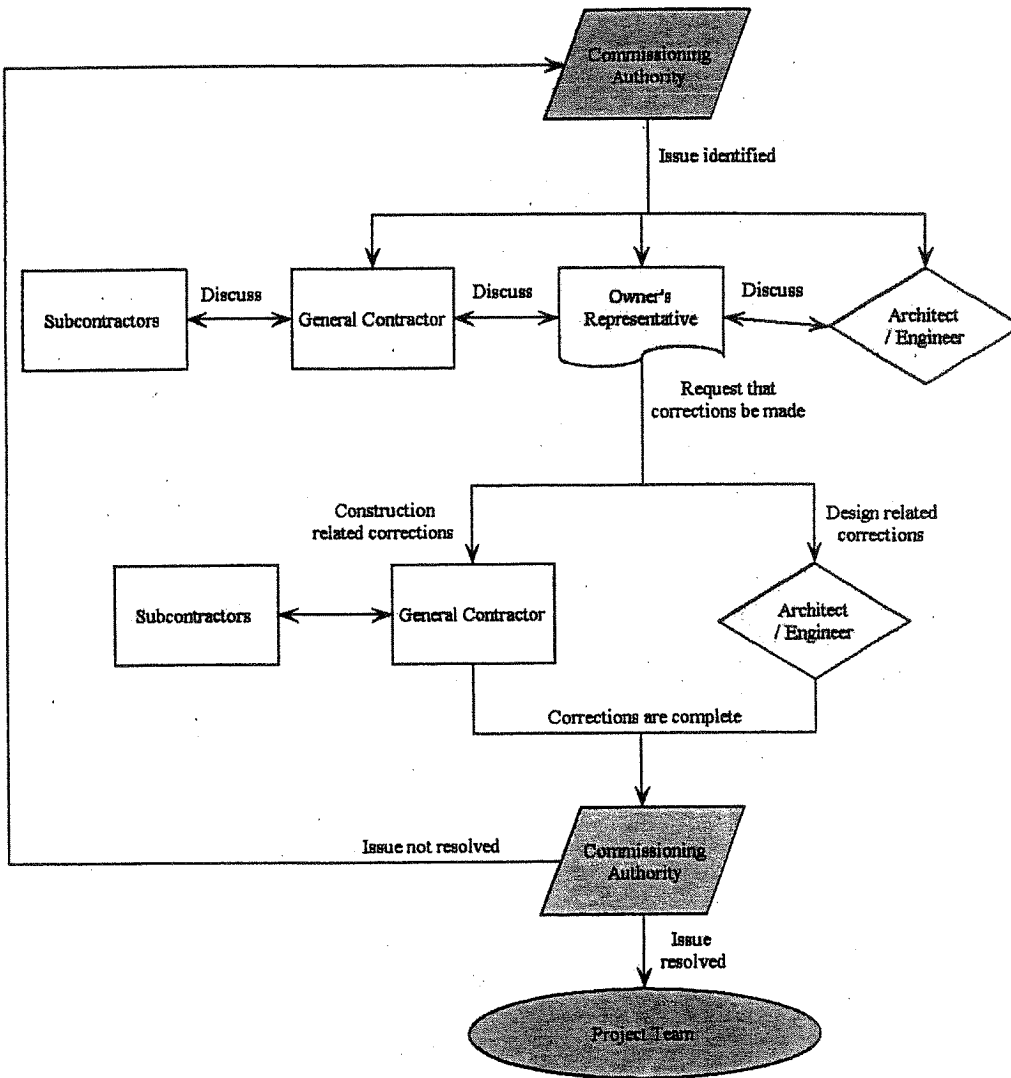 Commissioning
Authority
Issue identified
Subcontractors
Discuss
General Contractor
Discuss
Owner's
Representative
Discuss
Architect
/ Engineer
Request that
corrections be made
Construction
related corrections
Design related
corrections
Subcontractors
General Contractor
Architect
/ Engineer
Corrections are complete
Issue not resolved
Commissioning
Authority
Issue
resolved
Project Team